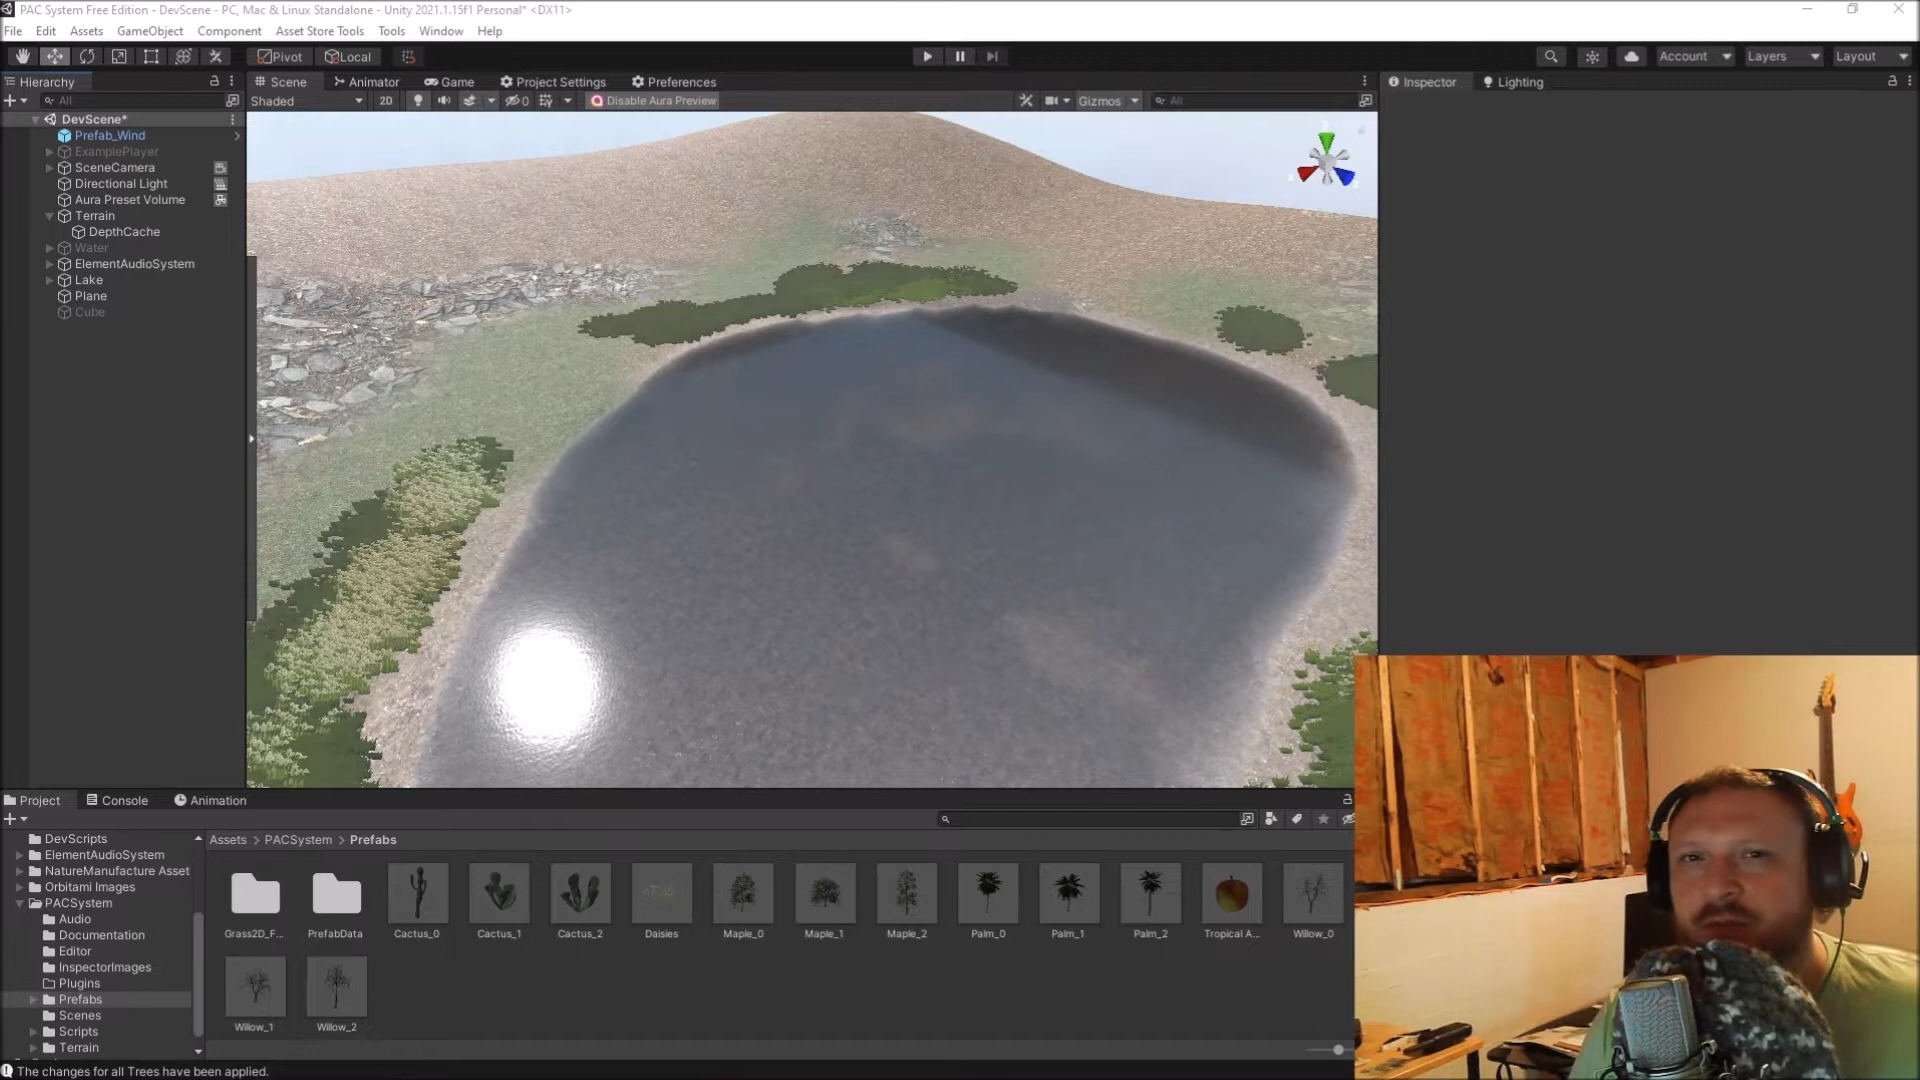 PAC System Free Edition - DevScene - PC, Mac & Linux Standalone - Unity 2021.1.15f1 Personal* <DX11>
File Edit Assets GameObject Component Asset Store Tools Tools Window Help
Pivot Local Account Layers Layout
Hierarchy Scene Animator Game Project Settings Preferences Inspector Lighting
All Shaded 2D 0 Disable Aura Preview Gizmos All
DevScene*
Prefab_Wind
ExamplePlayer
SceneCamera
Directional Light
Aura Preset Volume
Terrain
DepthCache
Water
ElementAudioSystem
Lake
Plane
Cube
Project Console Animation
DevScripts
ElementAudioSystem
NatureManufacture Asset
Orbitami Images
PACSystem
Audio
Documentation
Editor
InspectorImages
Plugins
Prefabs
Scenes
Scripts
Terrain
Assets > PACSystem > Prefabs
Grass2D_F... PrefabData Cactus_0 Cactus_1 Cactus_2 Daisies Maple_0 Maple_1 Maple_2 Palm_0 Palm_1 Palm_2 Tropical A... Willow_0
Willow_1 Willow_2
The changes for all Trees have been applied.